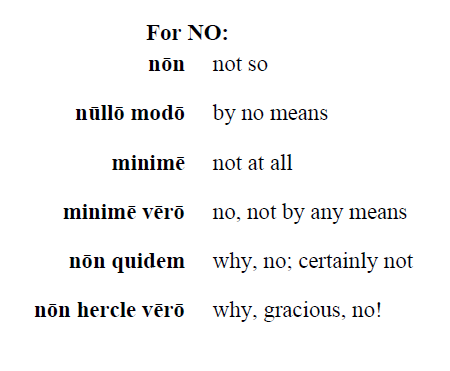 For NO:
nōn not so
nūllō modō by no means
minimē not at all
minimē vērō no, not by any means
nōn quidem why, no; certainly not
nōn hercle vērō why, gracious, no!